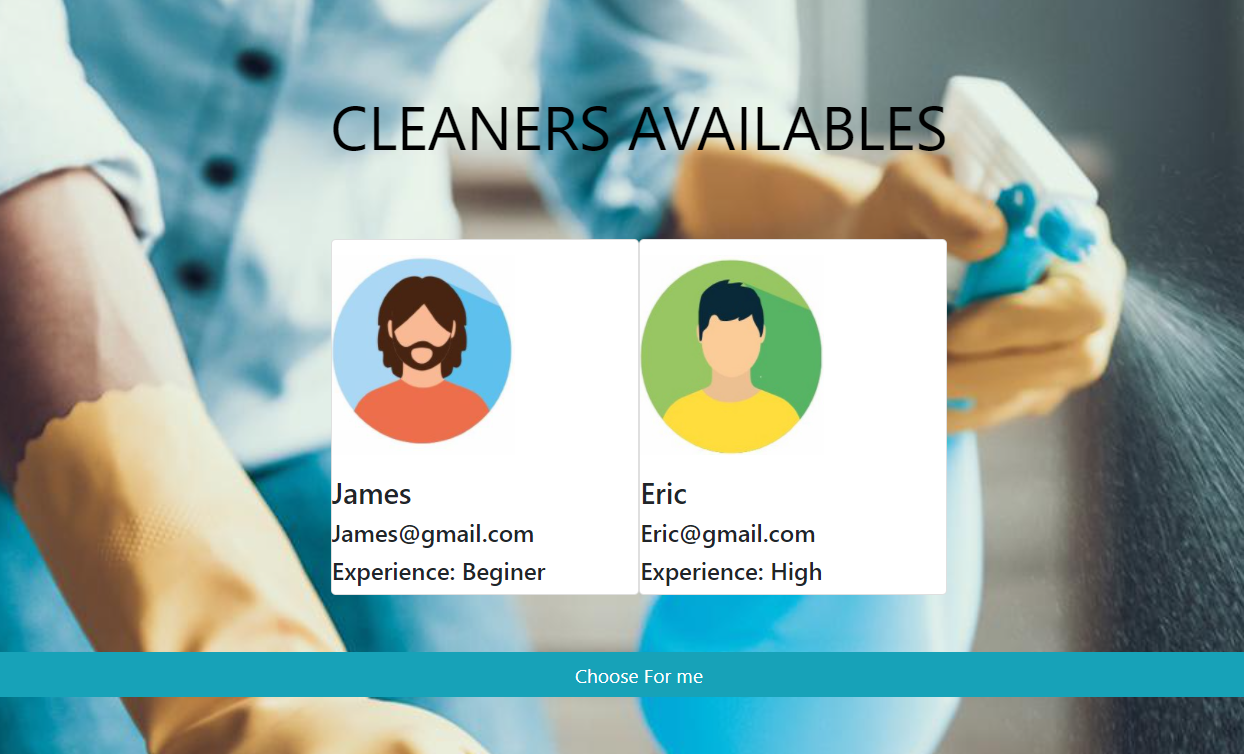 CLEANERS AVAILABLES
James
James@gmail.com
Experience: Beginer
Eric
Eric@gmail.com
Experience: High
Choose For me